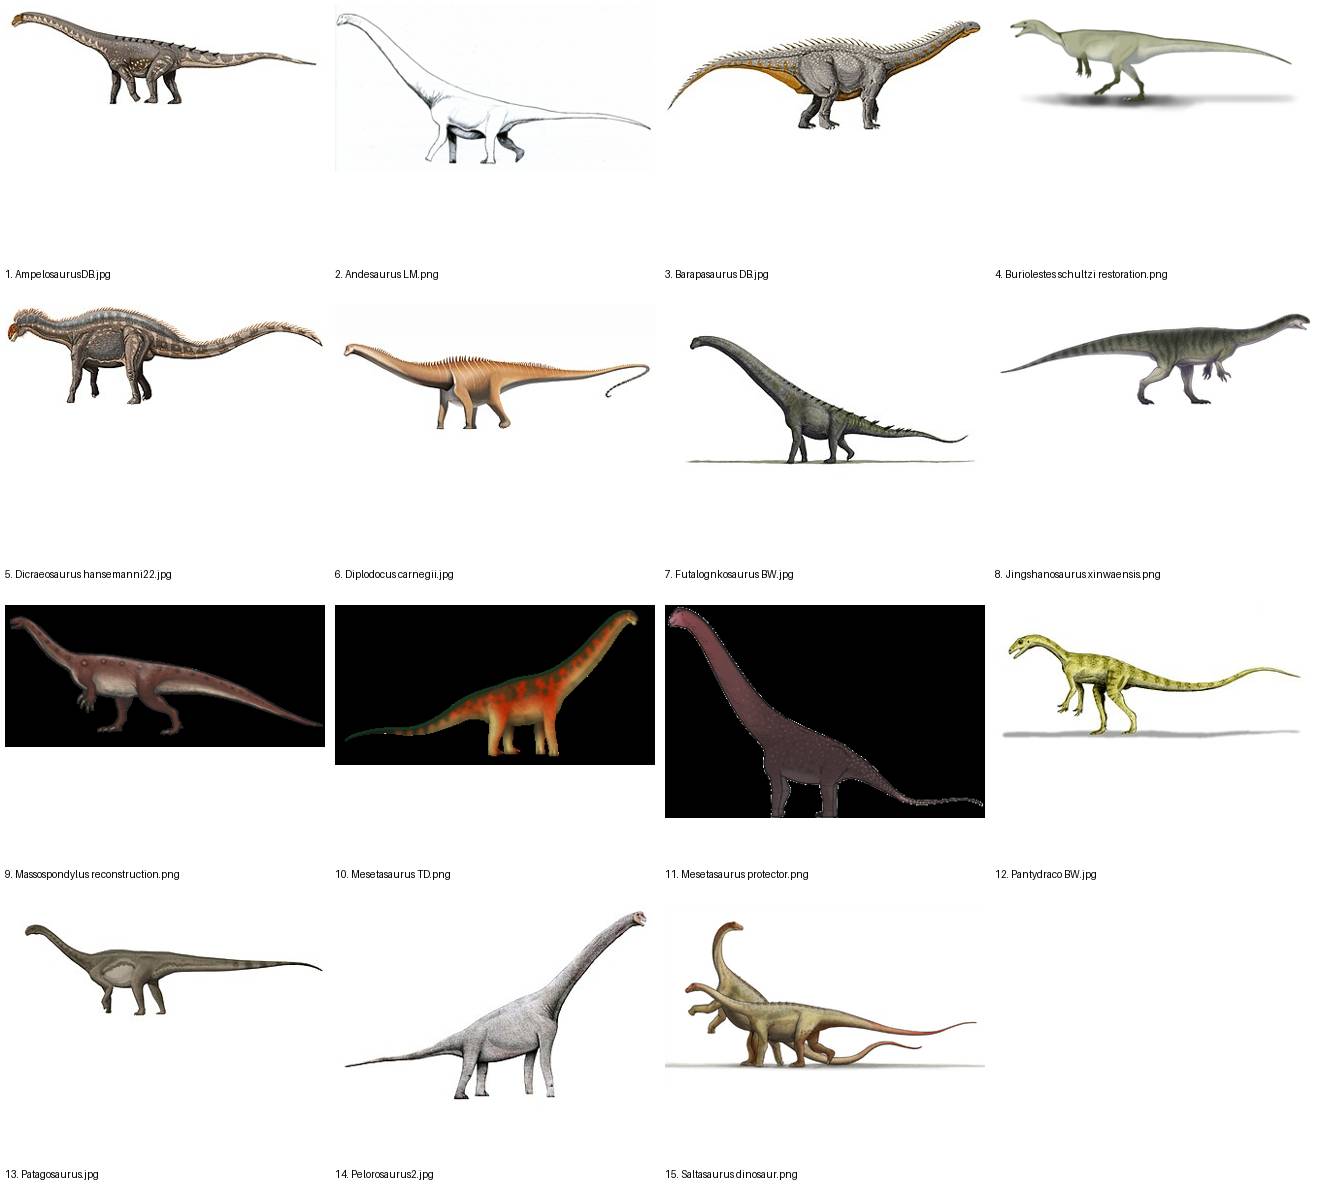 1. AmpelosaurusDB.jpg
2. Andesaurus LM.png
3. Barapasaurus DB.jpg
4. Buriolestes schultzi restoration.png
5. Dicraeosaurus hansemanni22.jpg
6. Diplodocus carnegii.jpg
7. Futalognkosaurus BW.jpg
8. Jingshanosaurus xinwaensis.png
9. Massospondylus reconstruction.png
10. Mesetasaurus TD.png
11. Mesetasaurus protector.png
12. Pantydraco BW.jpg
13. Patagosaurus.jpg
14. Pelorosaurus2.jpg
15. Saltasaurus dinosaur.png